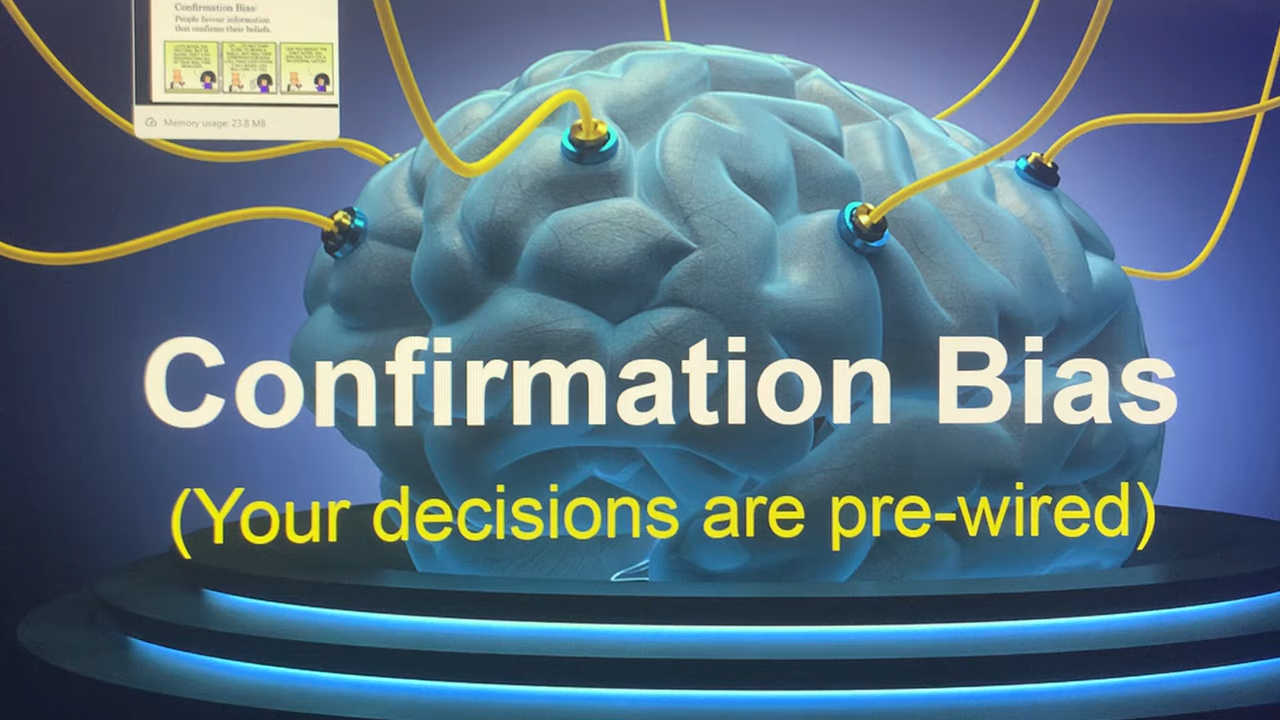 Confirmation Bias:
People favour information
that confirms their beliefs.
Memory usage: 23.8 MB
Confirmation Bias
(Your decisions are pre-wired)